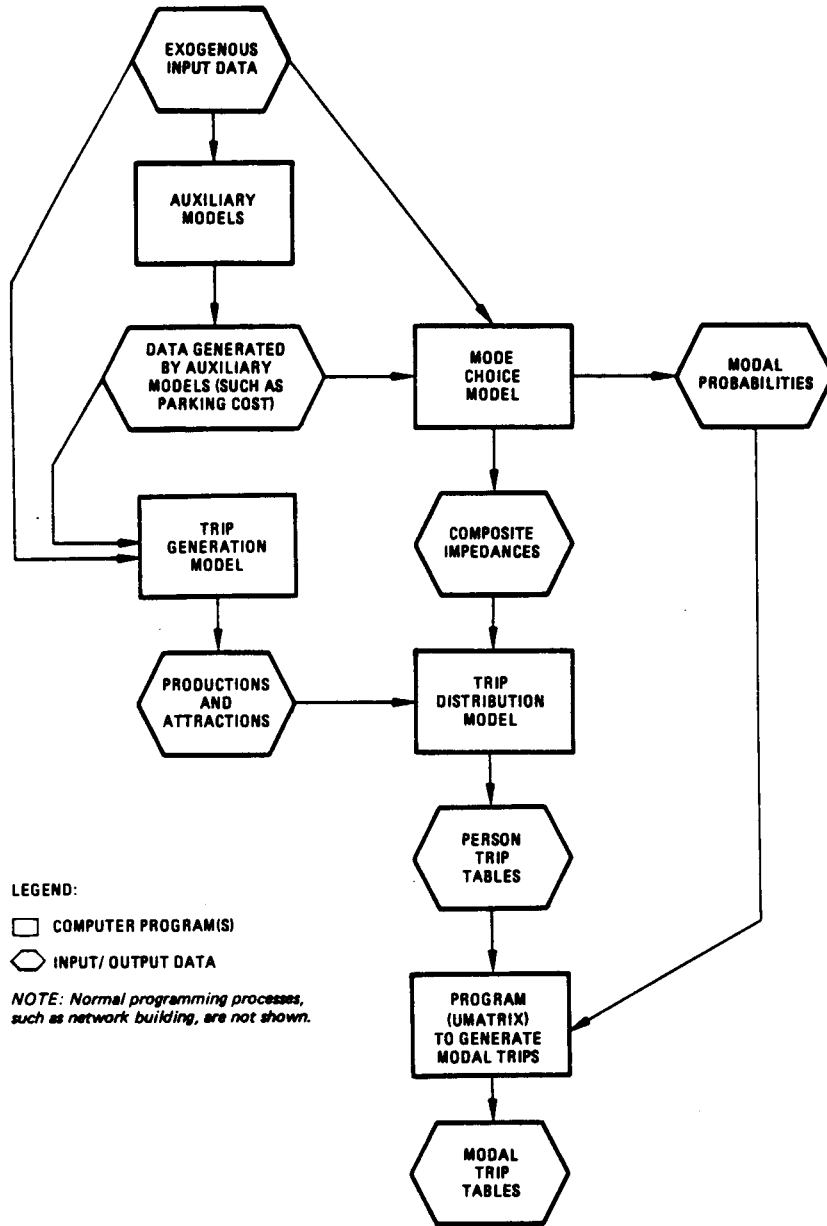 EXOGENOUS
INPUT DATA
AUXILIARY
MODELS
DATA GENERATED
BY AUXILIARY
MODELS (SUCH AS
PARKING COST)
MODE
CHOICE
MODEL
MODAL
PROBABILITIES
TRIP
GENERATION
MODEL
COMPOSITE
IMPEDANCES
PRODUCTIONS
AND
ATTRACTIONS
TRIP
DISTRIBUTION
MODEL
PERSON
TRIP
TABLES
LEGEND:
COMPUTER PROGRAM(S)
INPUT/ OUTPUT DATA
NOTE: Normal programming processes,
such as network building, are not shown.
PROGRAM
(UMATRIX)
TO GENERATE
MODAL TRIPS
MODAL
TRIP
TABLES